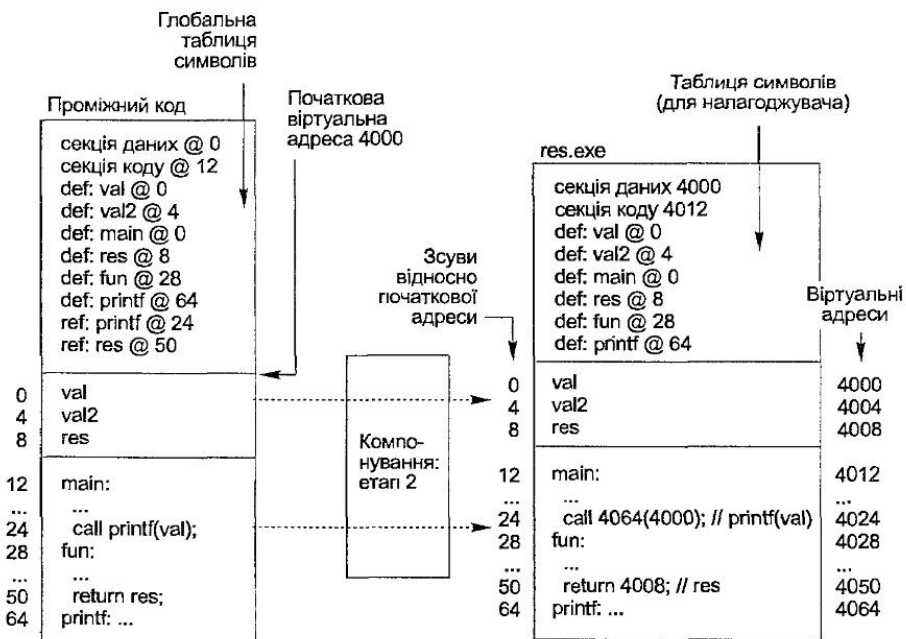 Глобальна
таблиця
символів
Проміжний код
секція даних @ 0
секція коду @ 12
def: val @ 0
def: val2 @ 4
def: main @ 0
def: res @ 8
def: fun @ 28
def: printf @ 64
ref: printf @ 24
ref: res @ 50
0 val
4 val2
8 res
12 main:
... ...
24 call printf(val);
28 fun:
... ...
50 return res;
64 printf: ...
Початкова
віртуальна
адреса 4000
Компо-
нування:
етап 2
Зсуви
відносно
початкової
адреси
Таблиця символів
(для налагоджувача)
res.exe
секція даних 4000
секція коду 4012
def: val @ 0
def: val2 @ 4
def: main @ 0
def: res @ 8
def: fun @ 28
def: printf @ 64
Віртуальні
адреси
0 val 4000
4 val2 4004
8 res 4008
12 main: 4012
... ... ...
24 call 4064(4000); // printf(val) 4024
28 fun: 4028
... ... ...
50 return 4008; // res 4050
64 printf: ... 4064